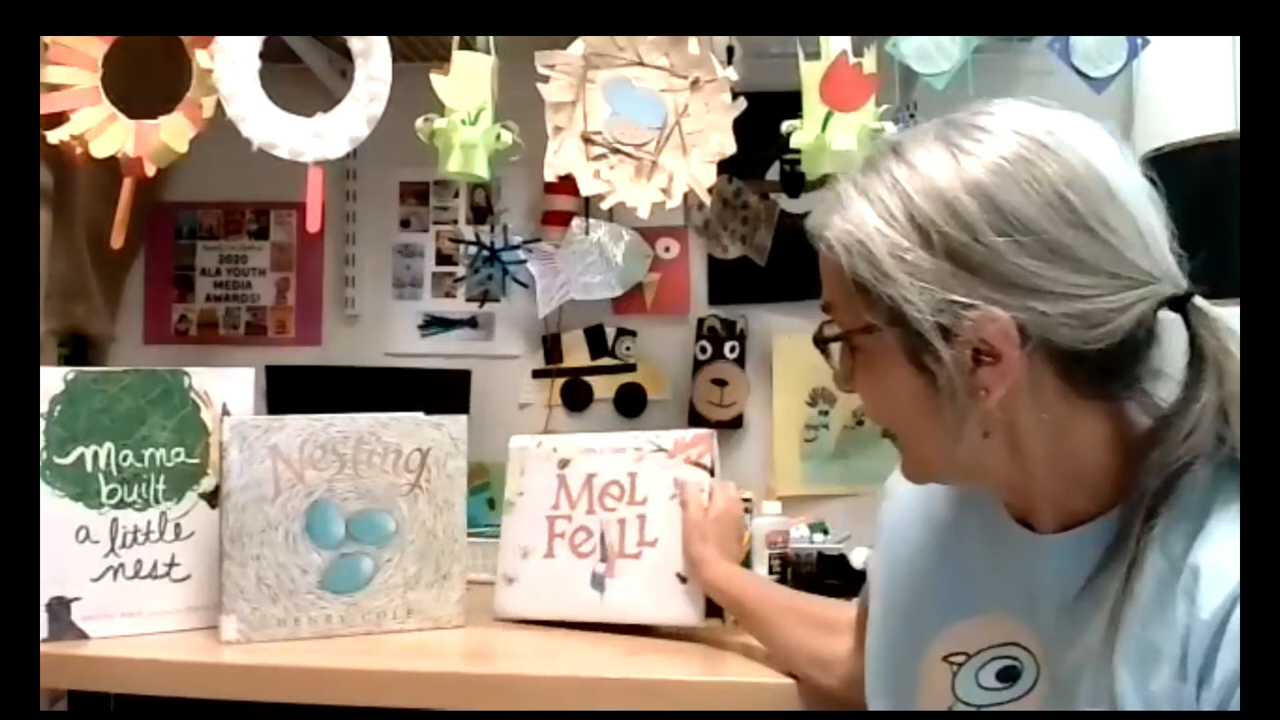 2020
ALA YOUTH
MEDIA
AWARDS!
mama
built
a little
nest
Nesting
HENRY COLE
MEL
FELL